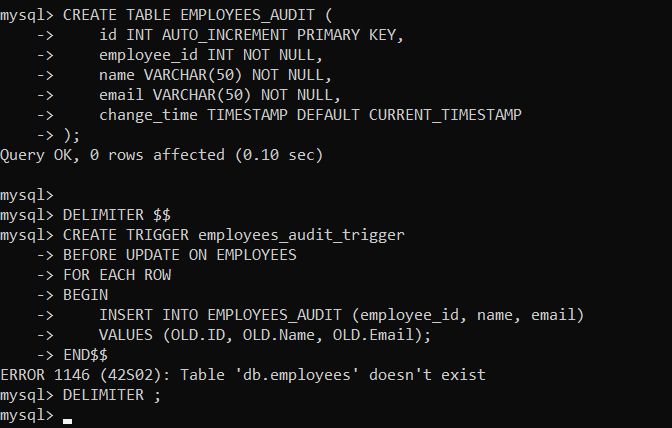 mysql> CREATE TABLE EMPLOYEES_AUDIT (
    ->     id INT AUTO_INCREMENT PRIMARY KEY,
    ->     employee_id INT NOT NULL,
    ->     name VARCHAR(50) NOT NULL,
    ->     email VARCHAR(50) NOT NULL,
    ->     change_time TIMESTAMP DEFAULT CURRENT_TIMESTAMP
    -> );
Query OK, 0 rows affected (0.10 sec)

mysql>
mysql> DELIMITER $$
mysql> CREATE TRIGGER employees_audit_trigger
    -> BEFORE UPDATE ON EMPLOYEES
    -> FOR EACH ROW
    -> BEGIN
    ->     INSERT INTO EMPLOYEES_AUDIT (employee_id, name, email)
    ->     VALUES (OLD.ID, OLD.Name, OLD.Email);
    -> END$$
ERROR 1146 (42S02): Table 'db.employees' doesn't exist
mysql> DELIMITER ;
mysql>